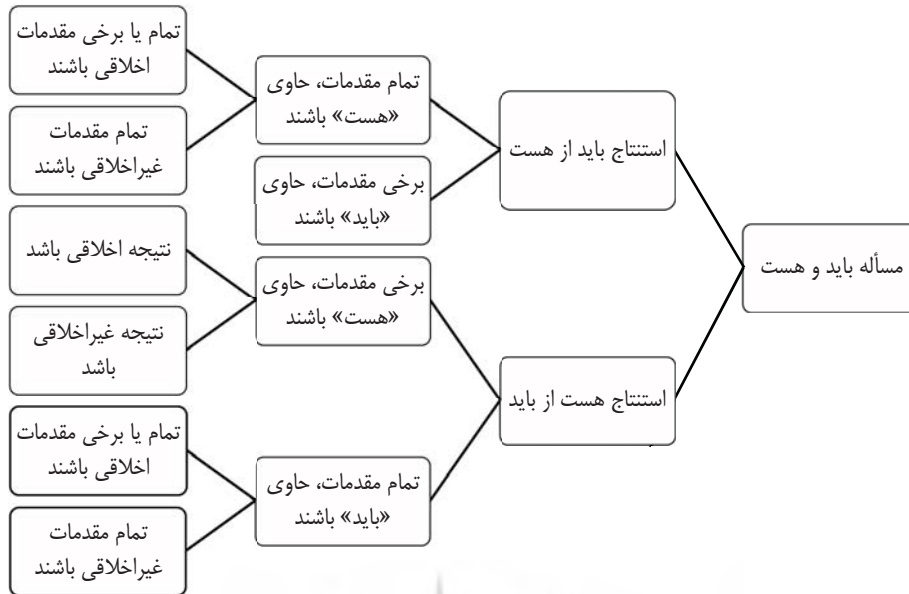 مسأله باید و هست
استنتاج باید از هست
تمام مقدمات، حاوی
«هست» باشند
تمام یا برخی مقدمات
اخلاقی باشند
تمام مقدمات
غیراخلاقی باشند
برخی مقدمات، حاوی
«باید» باشند
استنتاج هست از باید
برخی مقدمات، حاوی
«هست» باشند
نتیجه اخلاقی باشد
نتیجه غیراخلاقی
باشد
تمام مقدمات، حاوی
«باید» باشند
تمام یا برخی مقدمات
اخلاقی باشند
تمام مقدمات
غیراخلاقی باشند